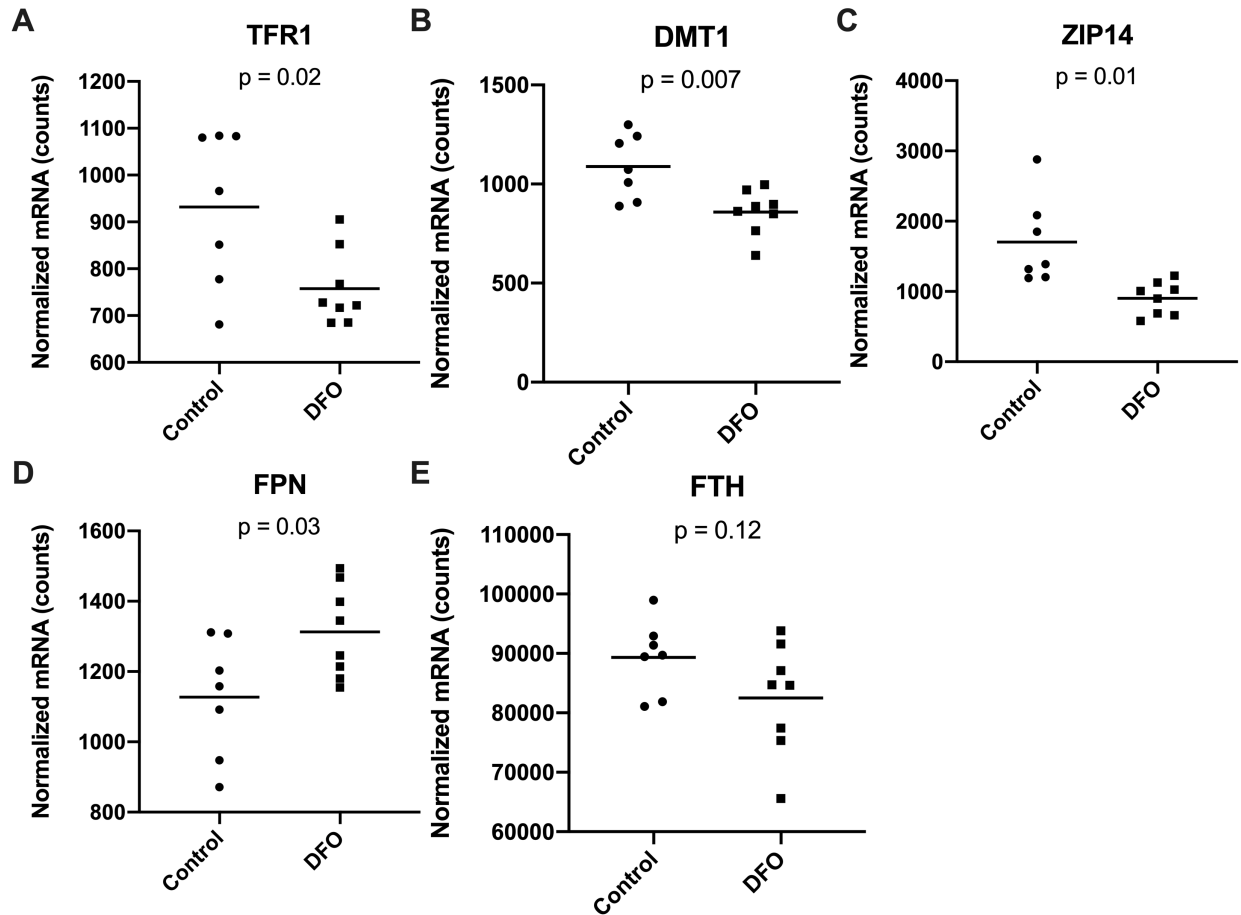 A
TFR1
p = 0.02
Normalized mRNA (counts)
1200
1100
1000
900
800
700
600
Control
DFO
B
DMT1
p = 0.007
Normalized mRNA (counts)
1500
1000
500
0
Control
DFO
C
ZIP14
p = 0.01
Normalized mRNA (counts)
4000
3000
2000
1000
0
Control
DFO
D
FPN
p = 0.03
Normalized mRNA (counts)
1600
1400
1200
1000
800
Control
DFO
E
FTH
p = 0.12
Normalized mRNA (counts)
110000
100000
90000
80000
70000
60000
Control
DFO